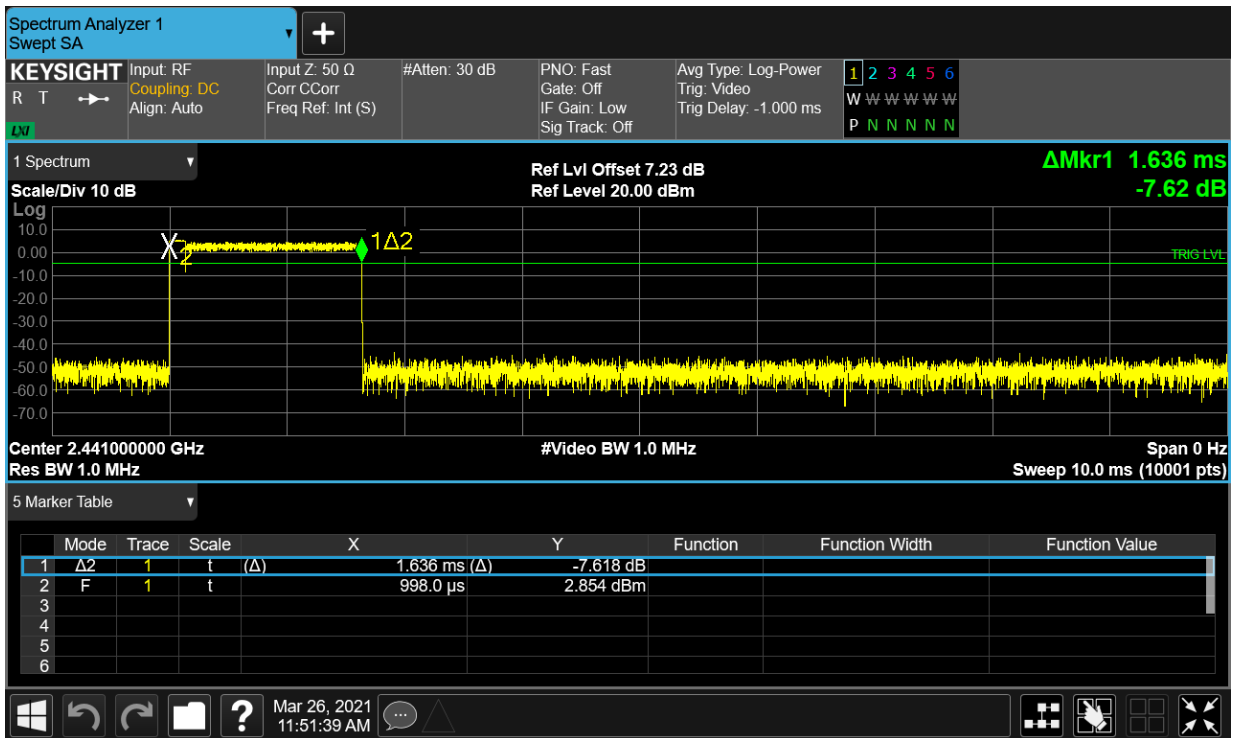 Spectrum Analyzer 1
Swept SA
KEYSIGHT
R T
LXI
Input: RF
Coupling: DC
Align: Auto
Input Z: 50 Ω
Corr CCorr
Freq Ref: Int (S)
#Atten: 30 dB
PNO: Fast
Gate: Off
IF Gain: Low
Sig Track: Off
Avg Type: Log-Power
Trig: Video
Trig Delay: -1.000 ms
1 2 3 4 5 6
W W W W W W
P N N N N N
1 Spectrum
Scale/Div 10 dB
Ref Lvl Offset 7.23 dB
Ref Level 20.00 dBm
ΔMkr1 1.636 ms
-7.62 dB
Log
10.0
0.00
-10.0
-20.0
-30.0
-40.0
-50.0
-60.0
-70.0
X
2
1Δ2
TRIG LVL
Center 2.441000000 GHz
#Video BW 1.0 MHz
Span 0 Hz
Res BW 1.0 MHz
Sweep 10.0 ms (10001 pts)
5 Marker Table
Mode Trace Scale X Y Function Function Width Function Value
1 Δ2 1 t (Δ) 1.636 ms (Δ) -7.618 dB
2 F 1 t 998.0 µs 2.854 dBm
3
4
5
6
?
Mar 26, 2021
11:51:39 AM